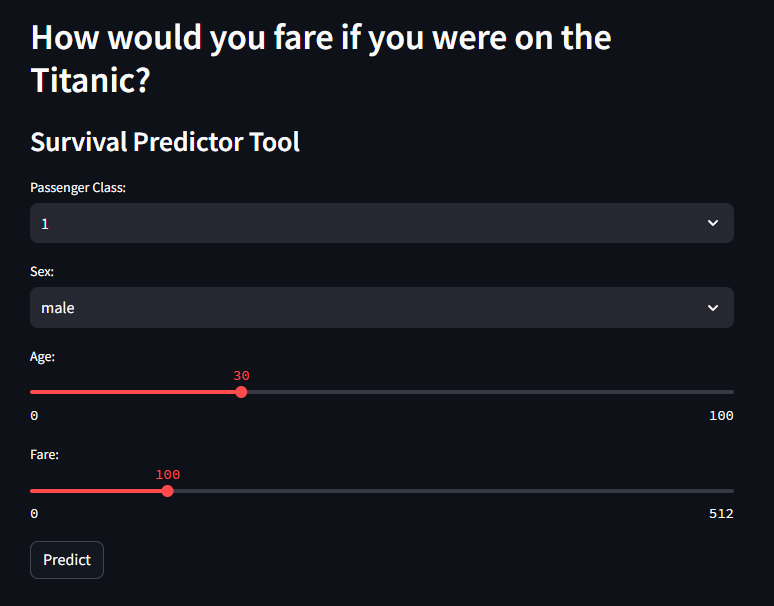 How would you fare if you were on the
Titanic?
Survival Predictor Tool
Passenger Class:
1
Sex:
male
Age:
30
0 100
Fare:
100
0 512
Predict